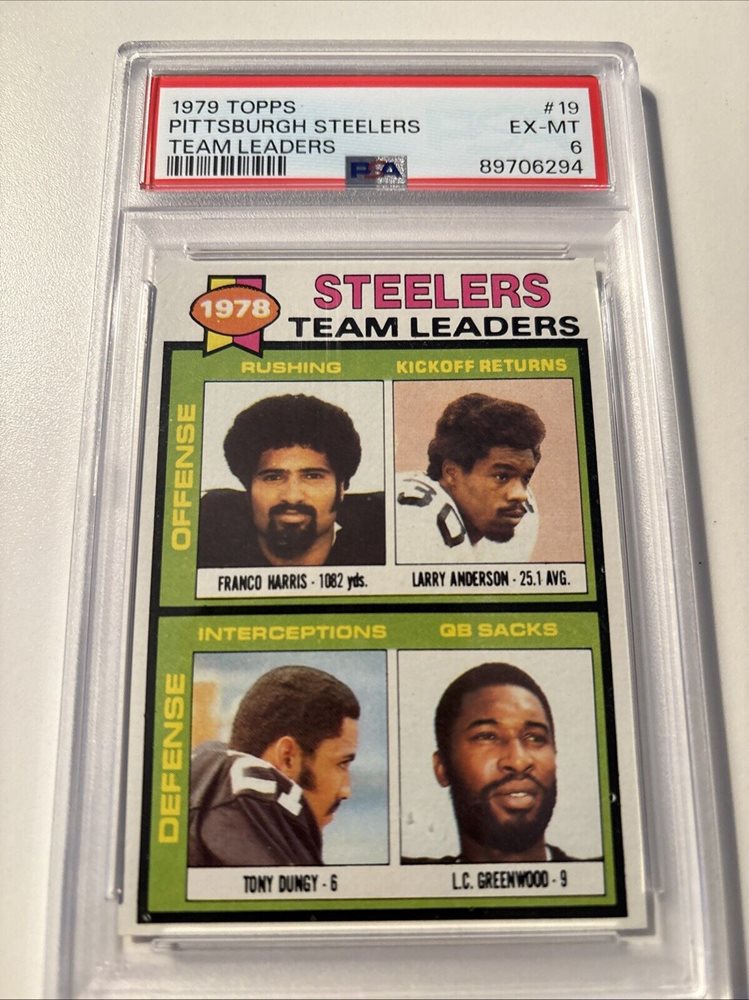 1979 TOPPS #19
PITTSBURGH STEELERS EX-MT
TEAM LEADERS 6
PSA 89706294
1978 STEELERS
TEAM LEADERS
OFFENSE
RUSHING KICKOFF RETURNS
30
FRANCO HARRIS - 1082 yds. LARRY ANDERSON - 25.1 AVG.
DEFENSE
INTERCEPTIONS QB SACKS
21
TONY DUNGY - 6 L.C. GREENWOOD - 9